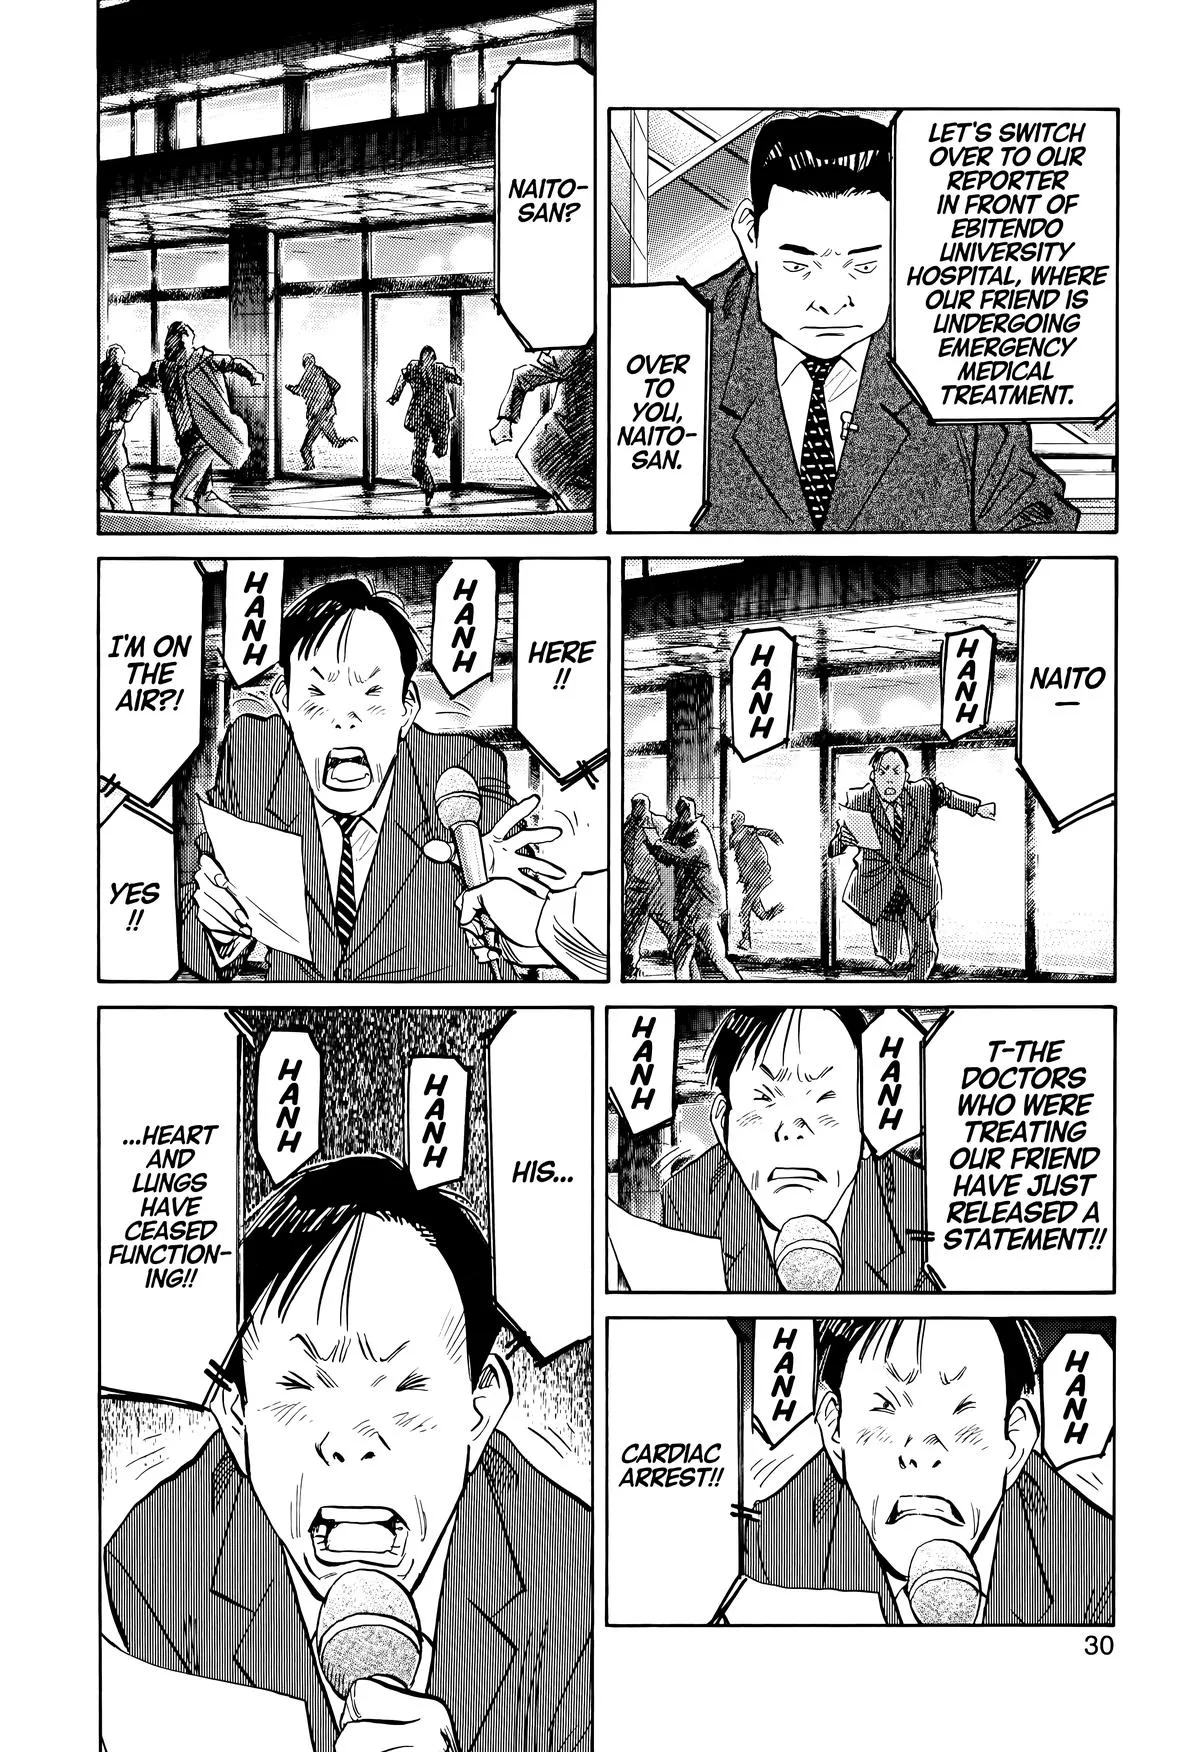 LET'S SWITCH
OVER TO OUR
REPORTER
IN FRONT OF
EBITENDO
UNIVERSITY
HOSPITAL, WHERE
OUR FRIEND IS
UNDERGOING
EMERGENCY
MEDICAL
TREATMENT.
OVER
TO
YOU,
NAITO-
SAN.
NAITO-
SAN?
NAITO
—
HANH
HANH
HERE
!!
HANH
HANH
I'M ON
THE
AIR?!
YES
!!
T-THE
DOCTORS
WHO WERE
TREATING
OUR FRIEND
HAVE JUST
RELEASED A
STATEMENT!!
HANH
HANH
HANH
HANH
CARDIAC
ARREST!!
HIS...
HANH
HANH
...HEART
AND
LUNGS
HAVE
CEASED
FUNCTION-
ING!!
30